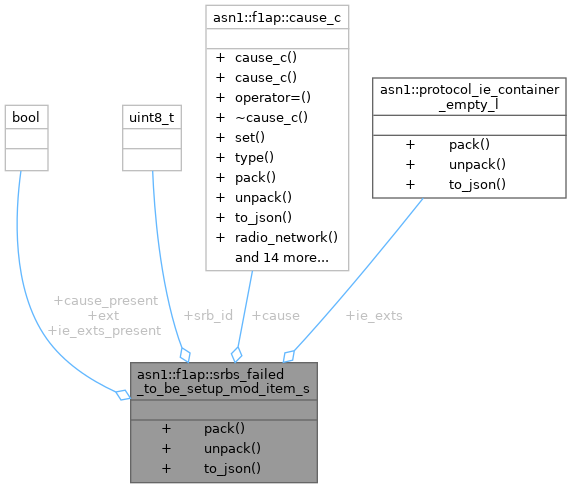 asn1::f1ap::cause_c
+ cause_c()
+ cause_c()
+ operator=()
+ ~cause_c()
+ set()
+ type()
+ pack()
+ unpack()
+ to_json()
+ radio_network()
and 14 more...
asn1::protocol_ie_container
_empty_l
+ pack()
+ unpack()
+ to_json()
bool
uint8_t
+cause_present
+ext
+ie_exts_present
+srb_id
+cause
+ie_exts
asn1::f1ap::srbs_failed
_to_be_setup_mod_item_s
+ pack()
+ unpack()
+ to_json()